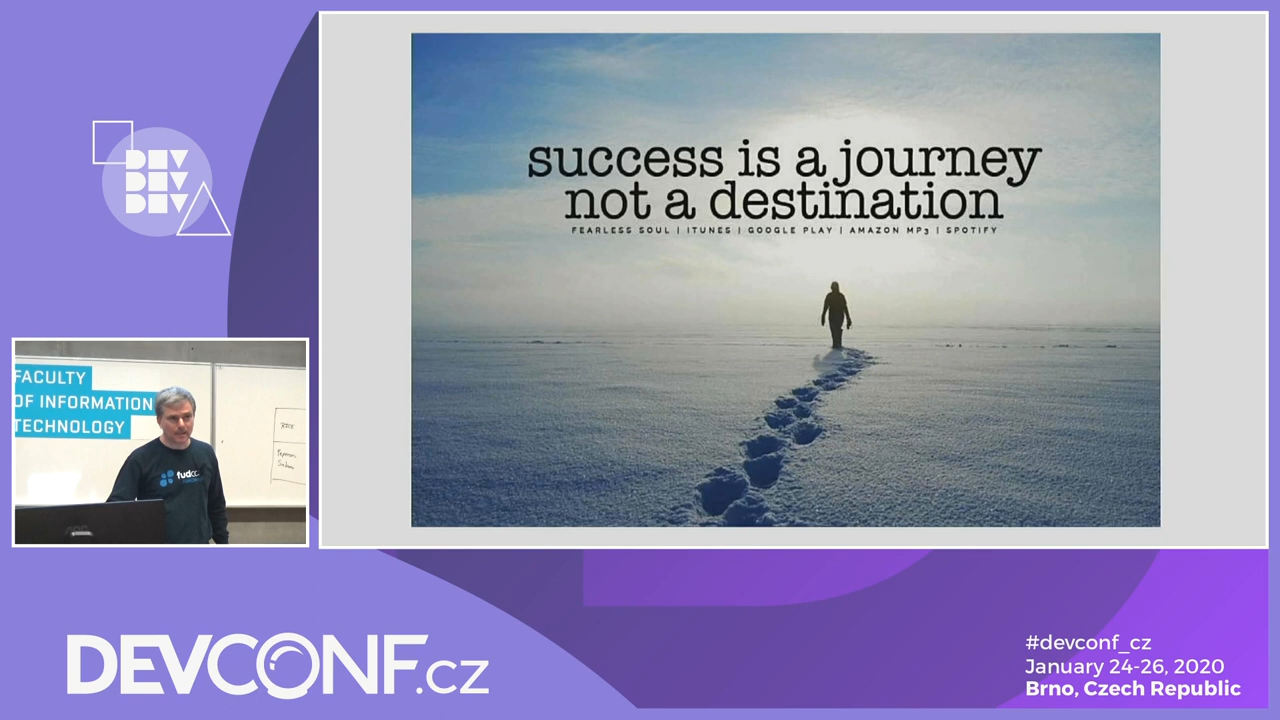 DEV
DEV
DEV
success is a journey
not a destination
FEARLESS SOUL | ITUNES | GOOGLE PLAY | AMAZON MP3 | SPOTIFY
FACULTY
OF INFORMATION
TECHNOLOGY
DEVCONF.cz
#devconf_cz
January 24-26, 2020
Brno, Czech Republic